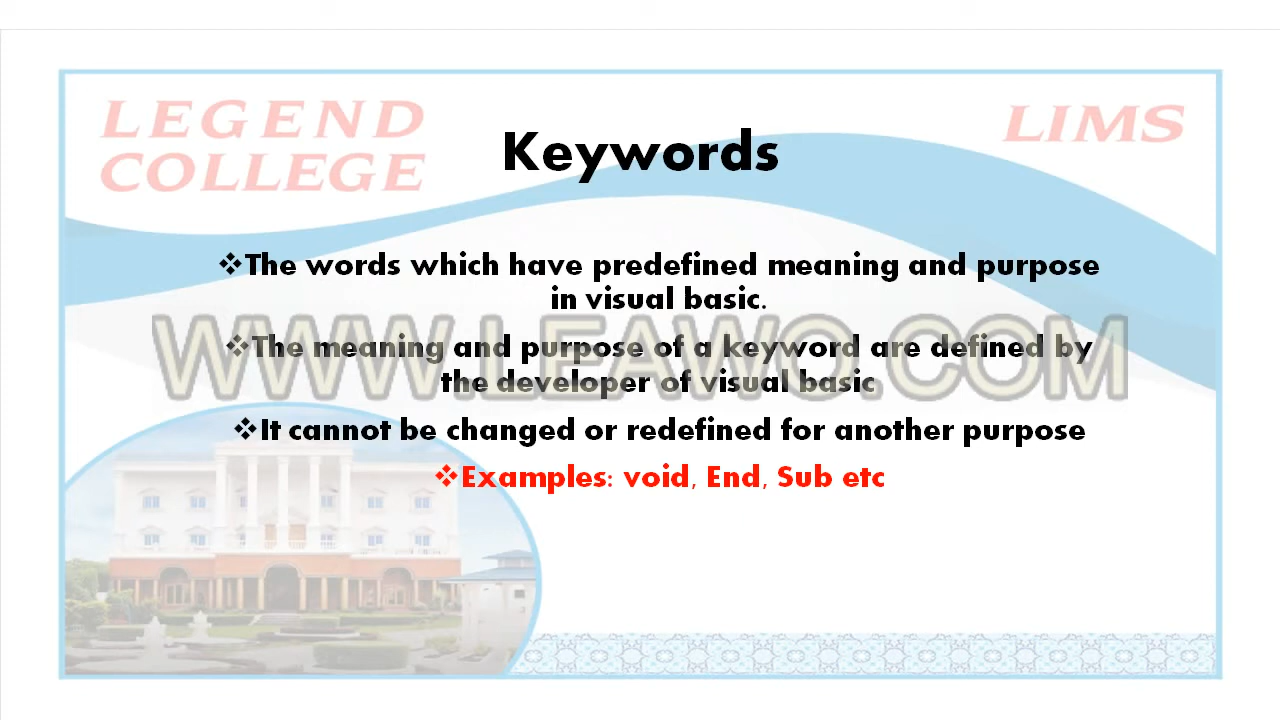 LEGEND
COLLEGE
LIMS
Keywords
❖The words which have predefined meaning and purpose
in visual basic.
WWW.LEAWO.COM
❖The meaning and purpose of a keyword are defined by
the developer of visual basic
❖It cannot be changed or redefined for another purpose
❖Examples: void, End, Sub etc